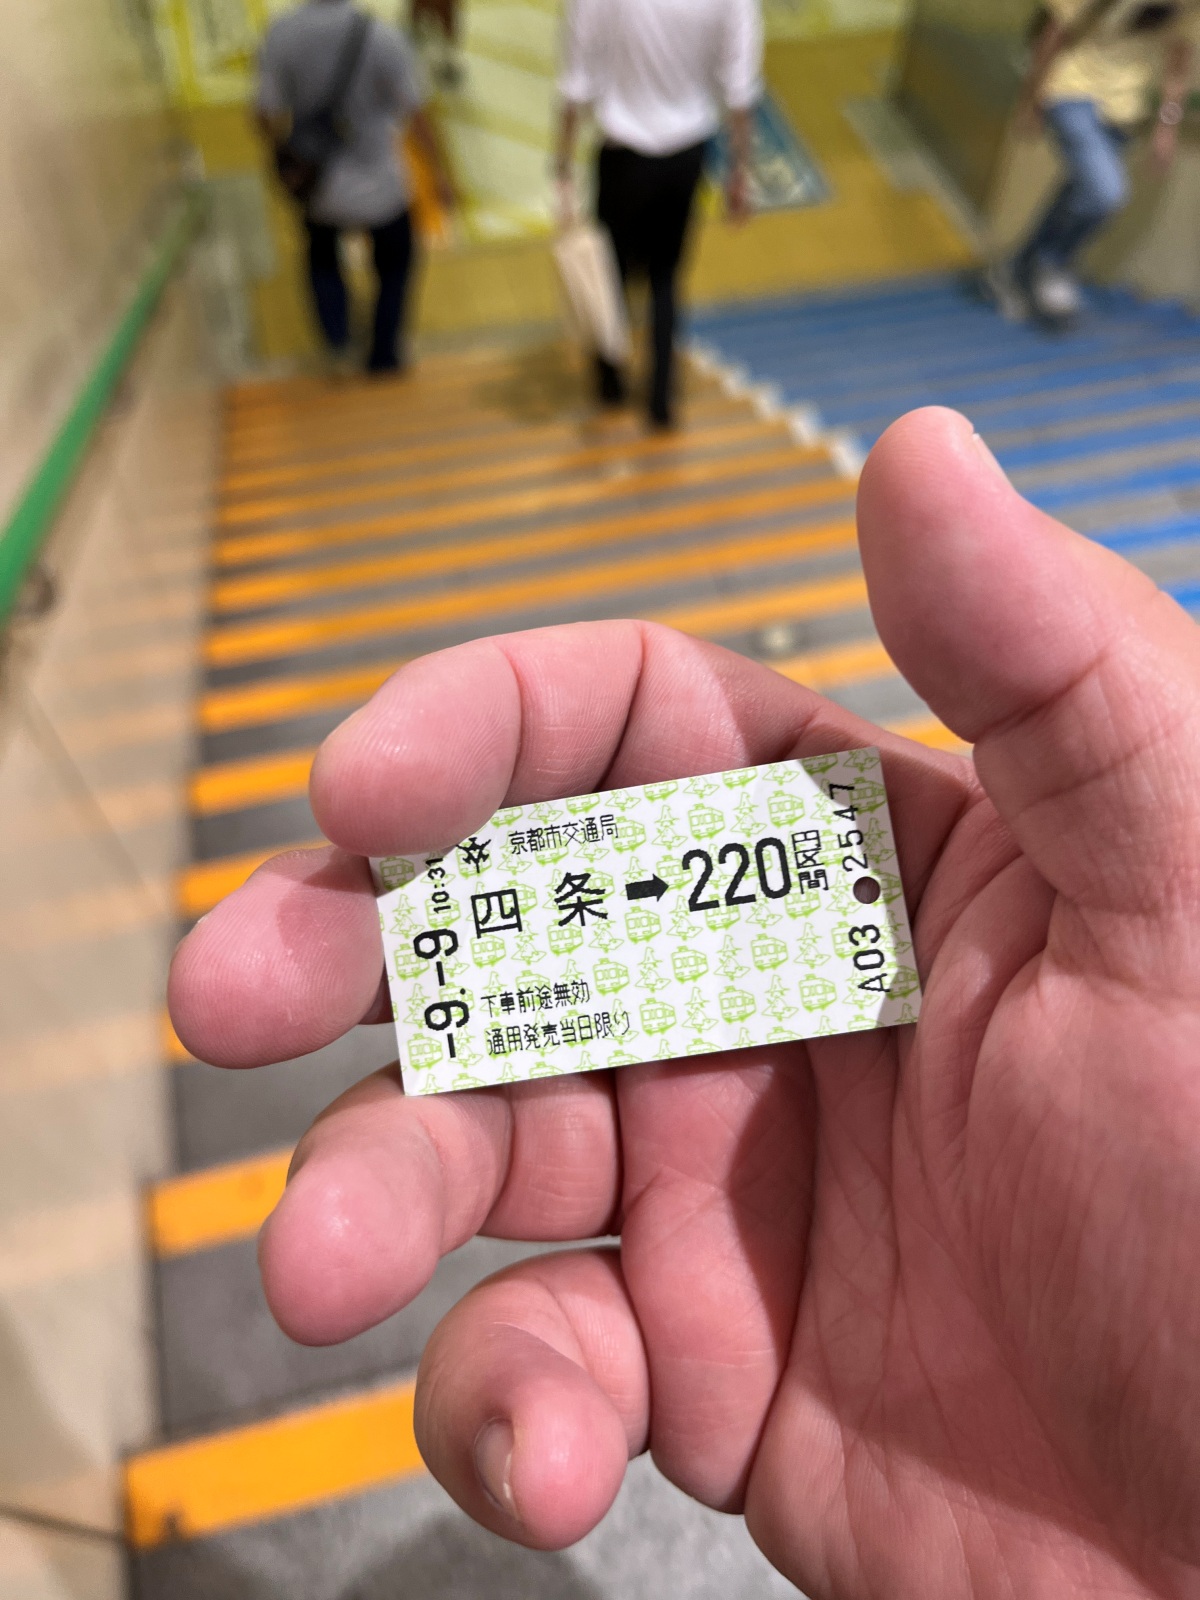 京都市交通局
四条➡220円区間
下車前途無効
通用発売当日限り
-9.-9 10:31
2547
A03